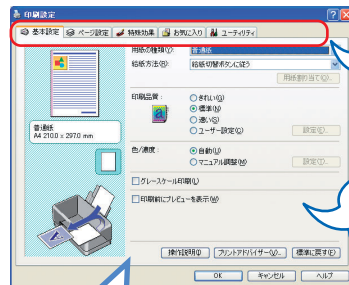 印刷設定
基本設定 ページ設定 特殊効果 お気に入り ユーティリティ
用紙の種類(Y): 普通紙
給紙方法(O): 給紙切替ボタンに従う
用紙割り当て(G)...
印刷品質: きれい(G)
標準(N)
速い(S)
ユーザー設定(C) 設定(E)...
普通紙
A4 210.0 x 297.0 mm
色/濃度: 自動(U)
マニュアル調整(M) 設定(T)...
グレースケール印刷(L)
印刷前にプレビューを表示(W)
操作説明(I) プリントアドバイザー(V)... 標準に戻す(F)
OK キャンセル ヘルプ